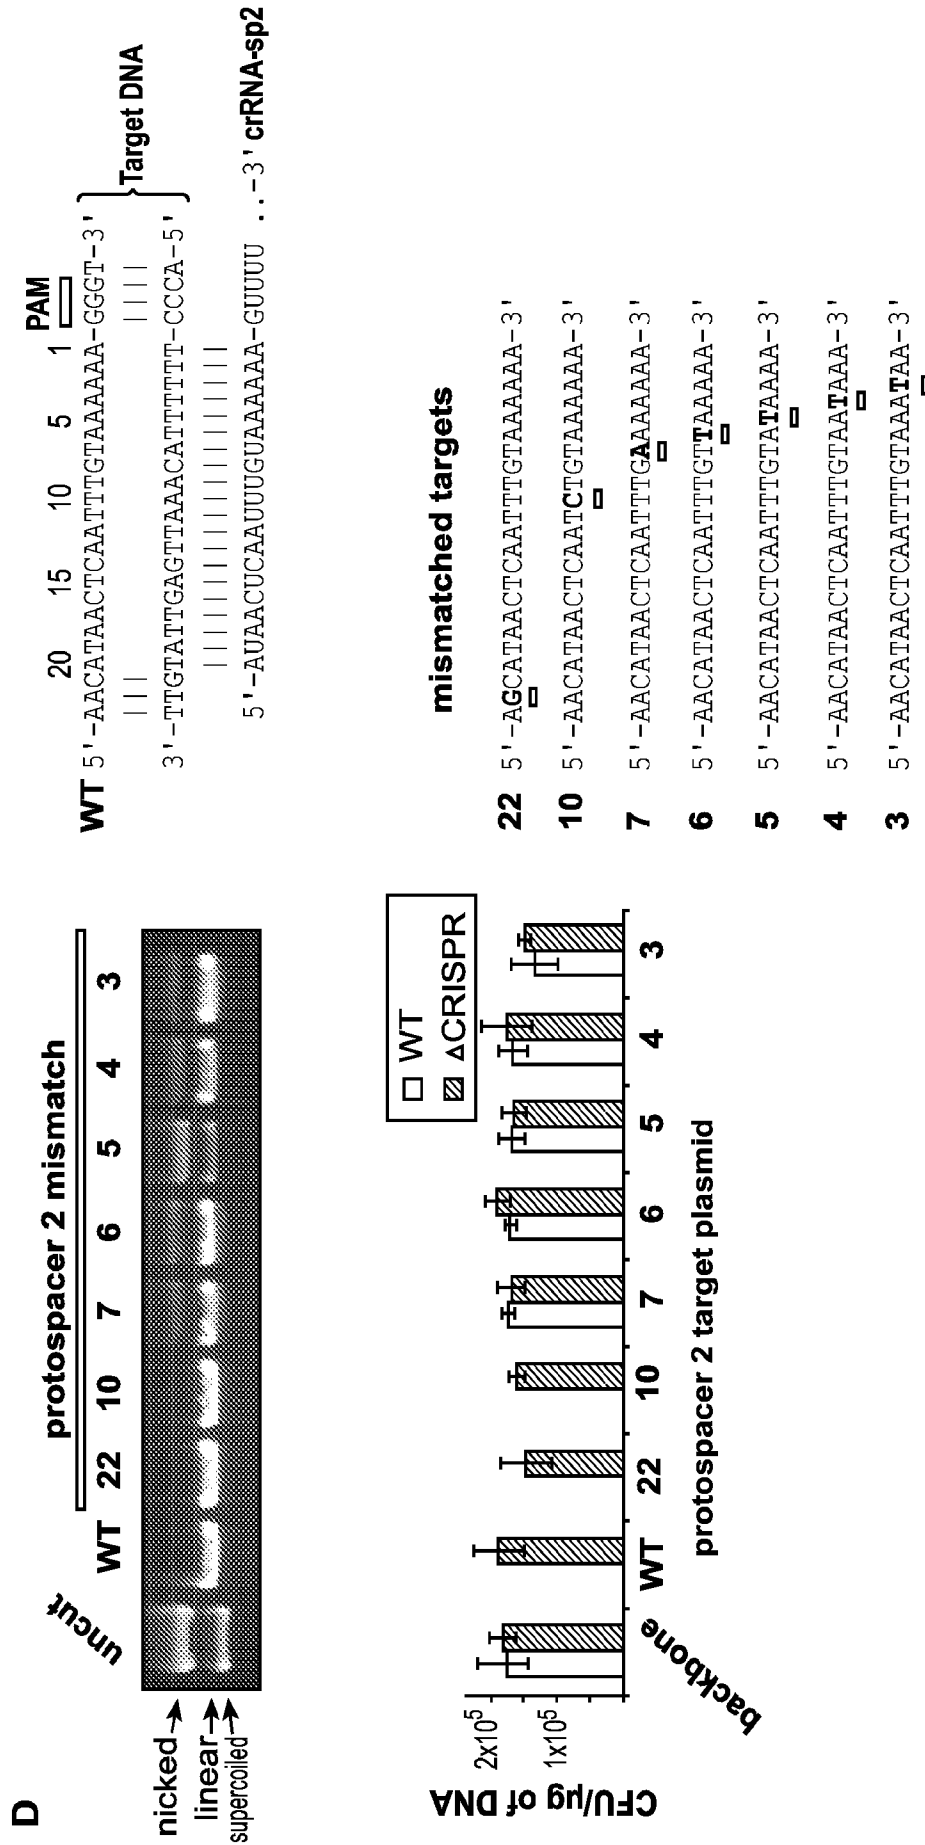 D
uncut
WT
protospacer 2 mismatch
22 10 7 6 5 4 3
nicked
linear
supercoiled
PAM
20 15 10 5 1
WT 5'-AACATAACTCAATTTGTAAAAAA-GGGT-3'
3'-TTGTATTGAGTTAAACATTTTTT-CCCA-5'
Target DNA
5'-AUAACUCAAUUUGUAAAAAA-GUUUU ..-3' crRNA-sp2
CFU/µg of DNA
2x10⁵
1x10⁵
WT
ΔCRISPR
backbone WT 22 10 7 6 5 4 3
protospacer 2 target plasmid
mismatched targets
22 5'-AGCATAACTCAATTTGTAAAAAA-3'
10 5'-AACATAACTCAATCTGTAAAAAA-3'
7 5'-AACATAACTCAATTTGAAAAAAA-3'
6 5'-AACATAACTCAATTTGTTAAAAA-3'
5 5'-AACATAACTCAATTTGTATAAAA-3'
4 5'-AACATAACTCAATTTGTAATAAA-3'
3 5'-AACATAACTCAATTTGTAAATAA-3'